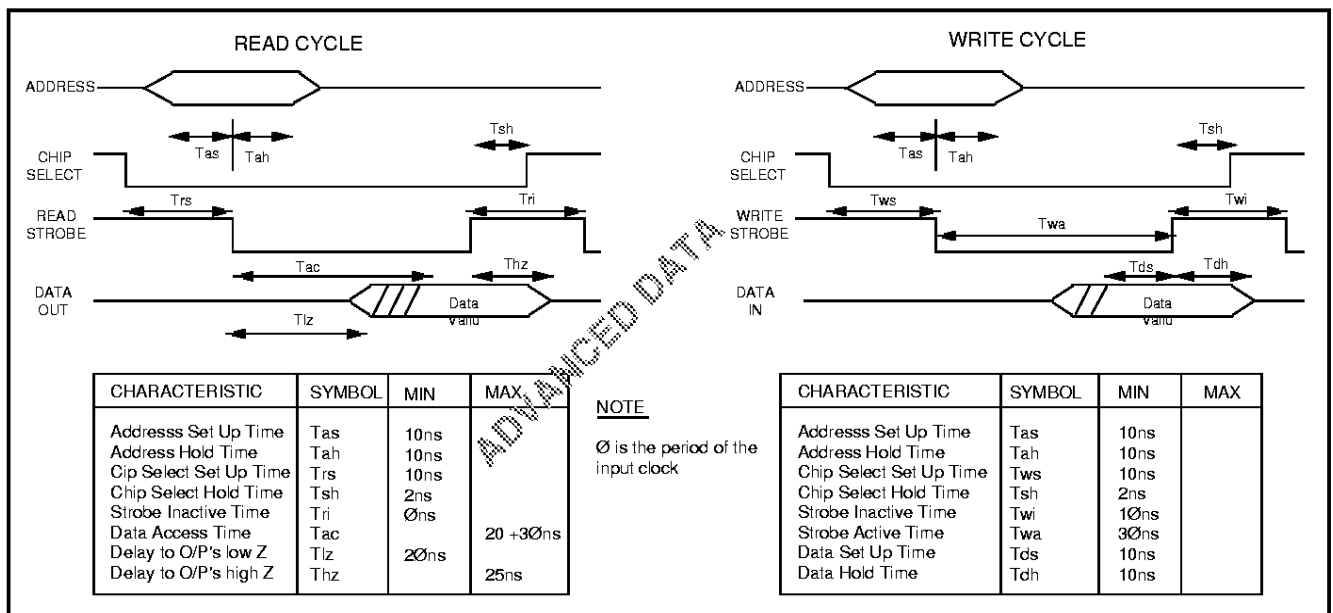 READ CYCLE
ADDRESS
Tas
Tah
Tsh
CHIP
SELECT
Trs
Tri
READ
STROBE
Tac
Thz
DATA
OUT
Data
Valid
Tlz
WRITE CYCLE
ADDRESS
Tas
Tah
Tsh
CHIP
SELECT
Tws
Twi
WRITE
STROBE
Twa
Tds
Tdh
DATA
IN
Data
Valid
ADVANCED DATA
CHARACTERISTIC SYMBOL MIN MAX
Addresss Set Up Time Tas 10ns
Address Hold Time Tah 10ns
Cip Select Set Up Time Trs 10ns
Chip Select Hold Time Tsh 2ns
Strobe Inactive Time Tri Øns
Data Access Time Tac 20 +3Øns
Delay to O/P's low Z Tlz 2Øns
Delay to O/P's high Z Thz 25ns
NOTE
Ø is the period of the
input clock
CHARACTERISTIC SYMBOL MIN MAX
Addresss Set Up Time Tas 10ns
Address Hold Time Tah 10ns
Chip Select Set Up Time Tws 10ns
Chip Select Hold Time Tsh 2ns
Strobe Inactive Time Twi 1Øns
Strobe Active Time Twa 3Øns
Data Set Up Time Tds 10ns
Data Hold Time Tdh 10ns